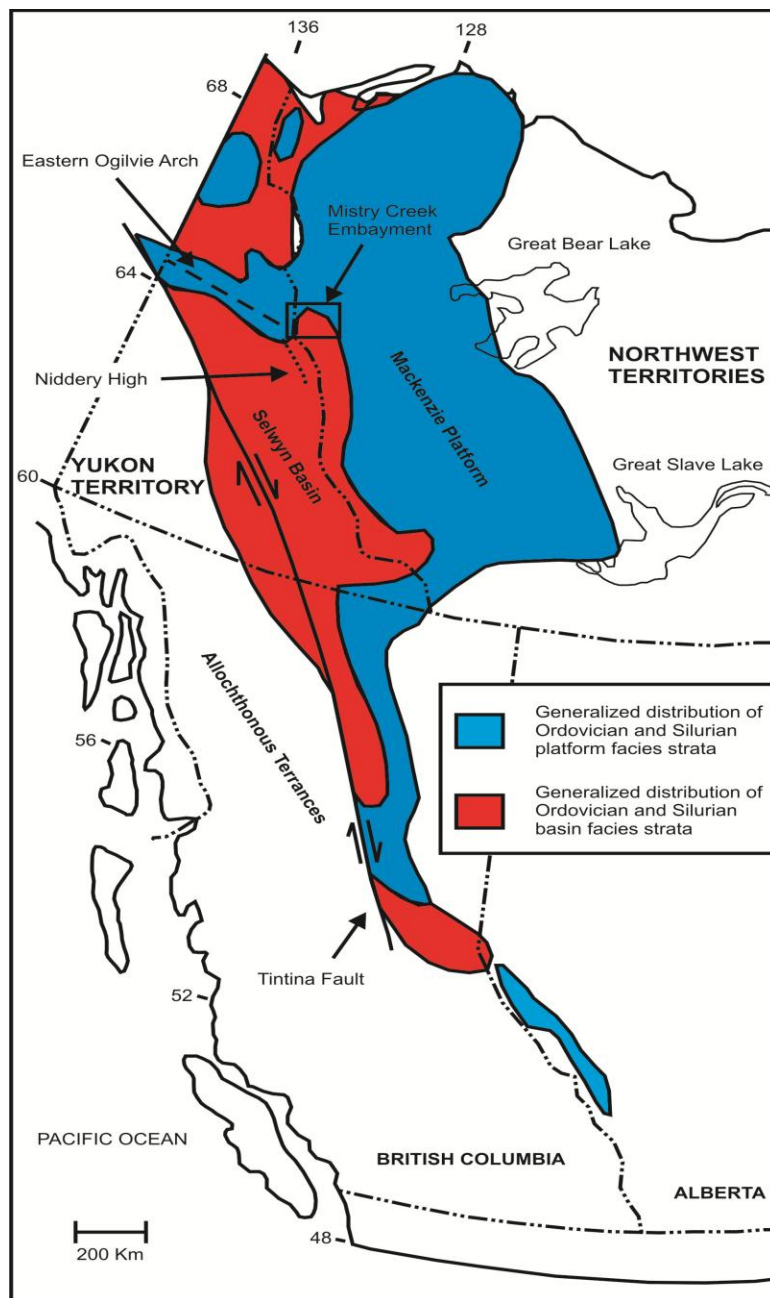 136
128
68
Eastern Ogilvie Arch
Mistry Creek
Embayment
Great Bear Lake
64
NORTHWEST
TERRITORIES
Niddery High
Mackenzie Platform
Selwyn Basin
Great Slave Lake
60
YUKON
TERRITORY
Allochthonous Terrances
Generalized distribution of
Ordovician and Silurian
platform facies strata
56
Generalized distribution of
Ordovician and Silurian
basin facies strata
Tintina Fault
52
PACIFIC OCEAN
BRITISH COLUMBIA
ALBERTA
200 Km
48